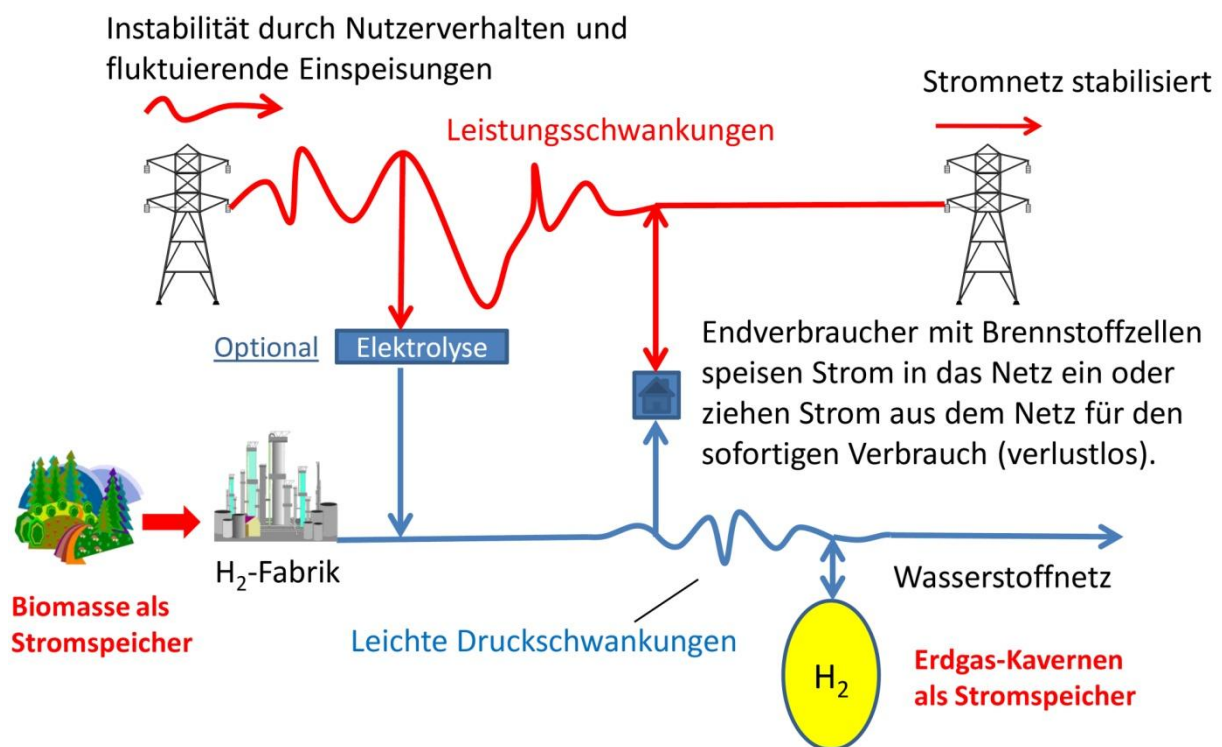 Instabilität durch Nutzerverhalten und
fluktuierende Einspeisungen
Stromnetz stabilisiert
Leistungsschwankungen
Optional
Elektrolyse
Endverbraucher mit Brennstoffzellen
speisen Strom in das Netz ein oder
ziehen Strom aus dem Netz für den
sofortigen Verbrauch (verlustlos).
H₂-Fabrik
Wasserstoffnetz
Biomasse als
Stromspeicher
Leichte Druckschwankungen
H₂
Erdgas-Kavernen
als Stromspeicher